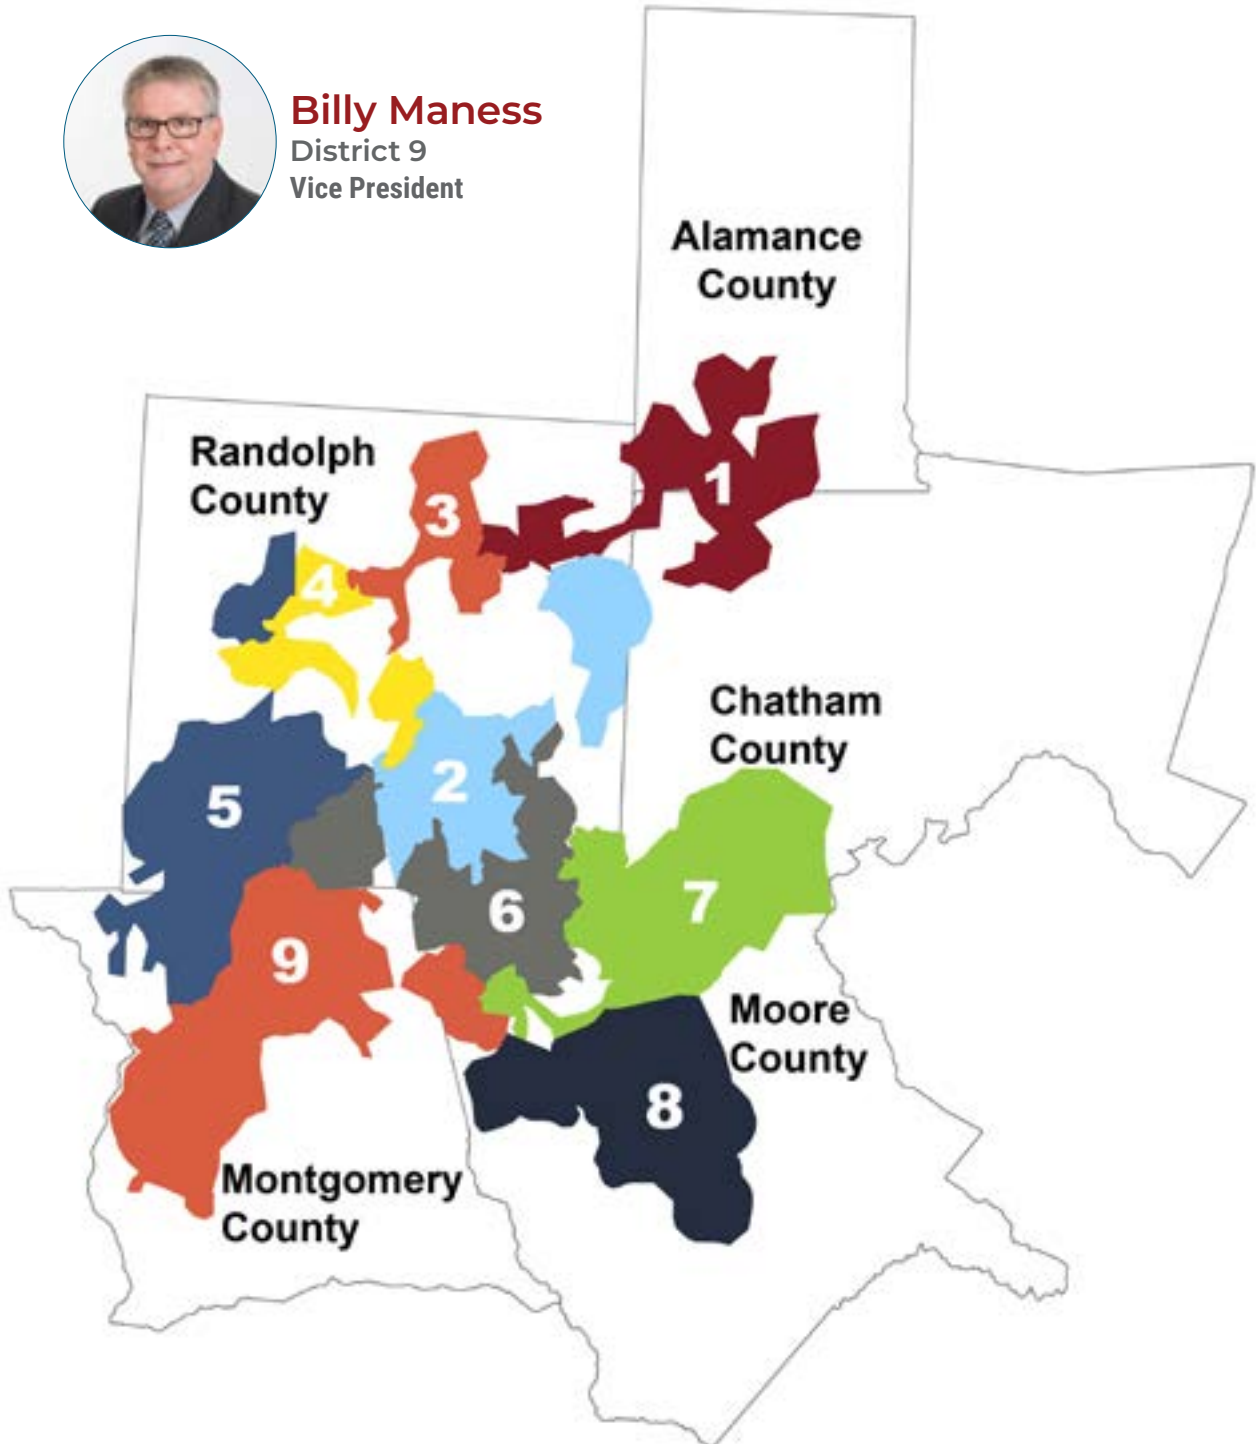 Billy Maness
District 9
Vice President
Alamance
County
Randolph
County
1
3
4
Chatham
County
2
5
7
6
9
Moore
County
8
Montgomery
County